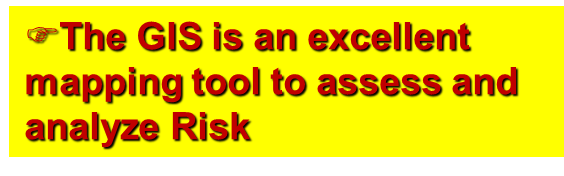 ☞The GIS is an excellent
mapping tool to assess and
analyze Risk